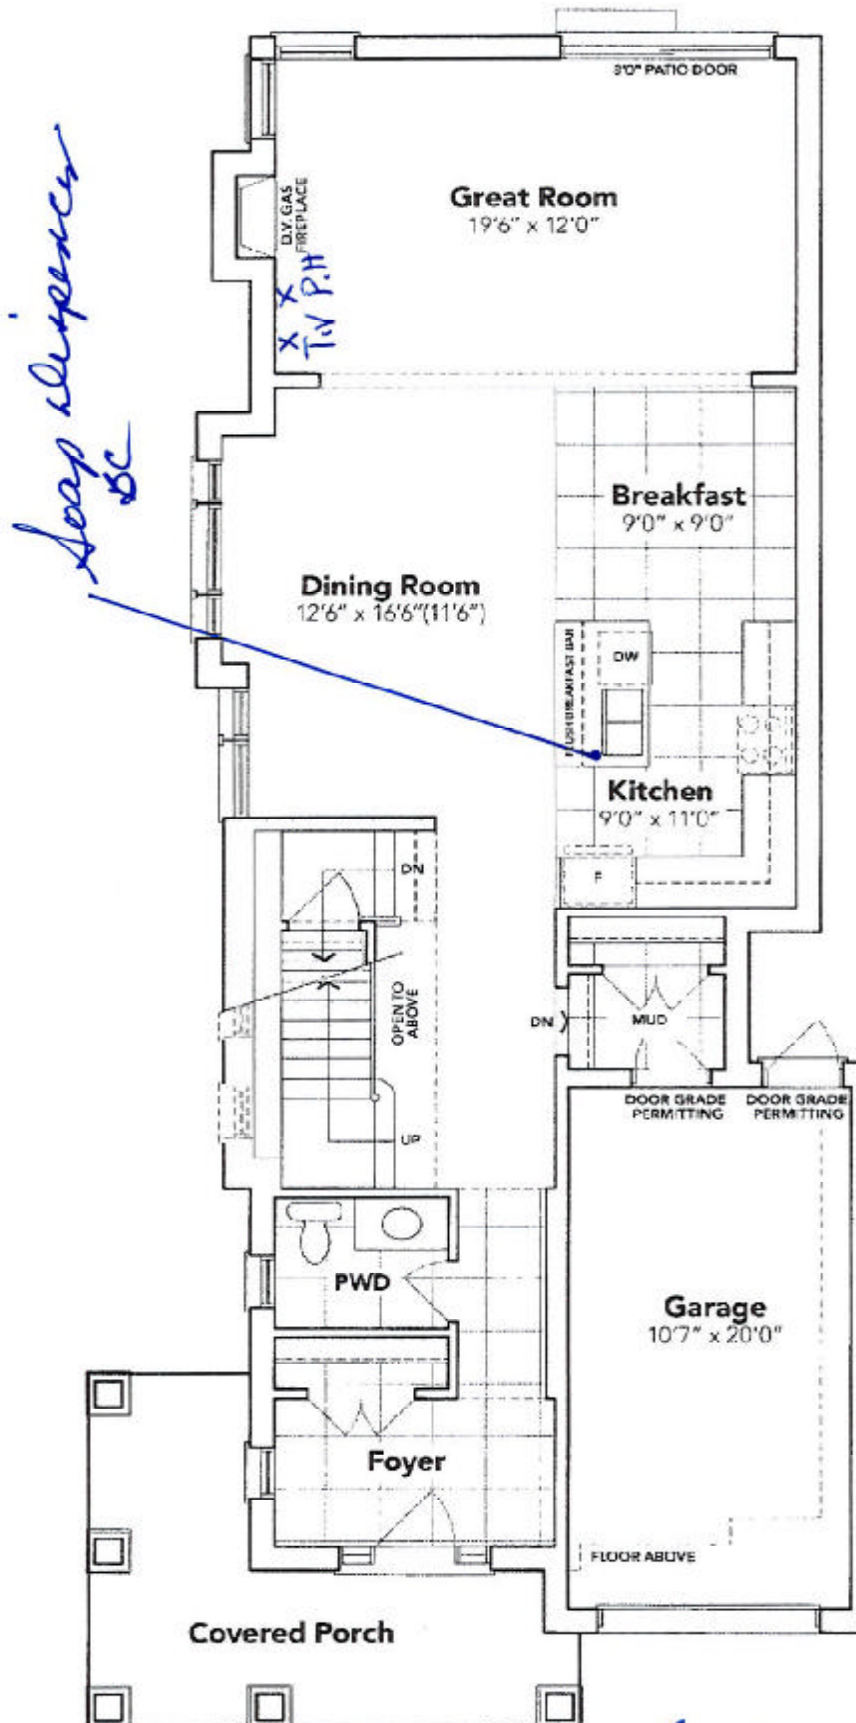 8'0" PATIO DOOR
Great Room
19'6" x 12'0"
D.V. GAS
FIREPLACE
X X
T.V P.H
Soap dispencer
BC
Breakfast
9'0" x 9'0"
Dining Room
12'6" x 16'6"(11'6")
FLUSH BREAKFAST BAR
DW
Kitchen
9'0" x 11'0"
F
DN
OPEN TO
ABOVE
UP
DN
MUD
DOOR GRADE
PERMITTING
DOOR GRADE
PERMITTING
PWD
Garage
10'7" x 20'0"
Foyer
FLOOR ABOVE
Covered Porch